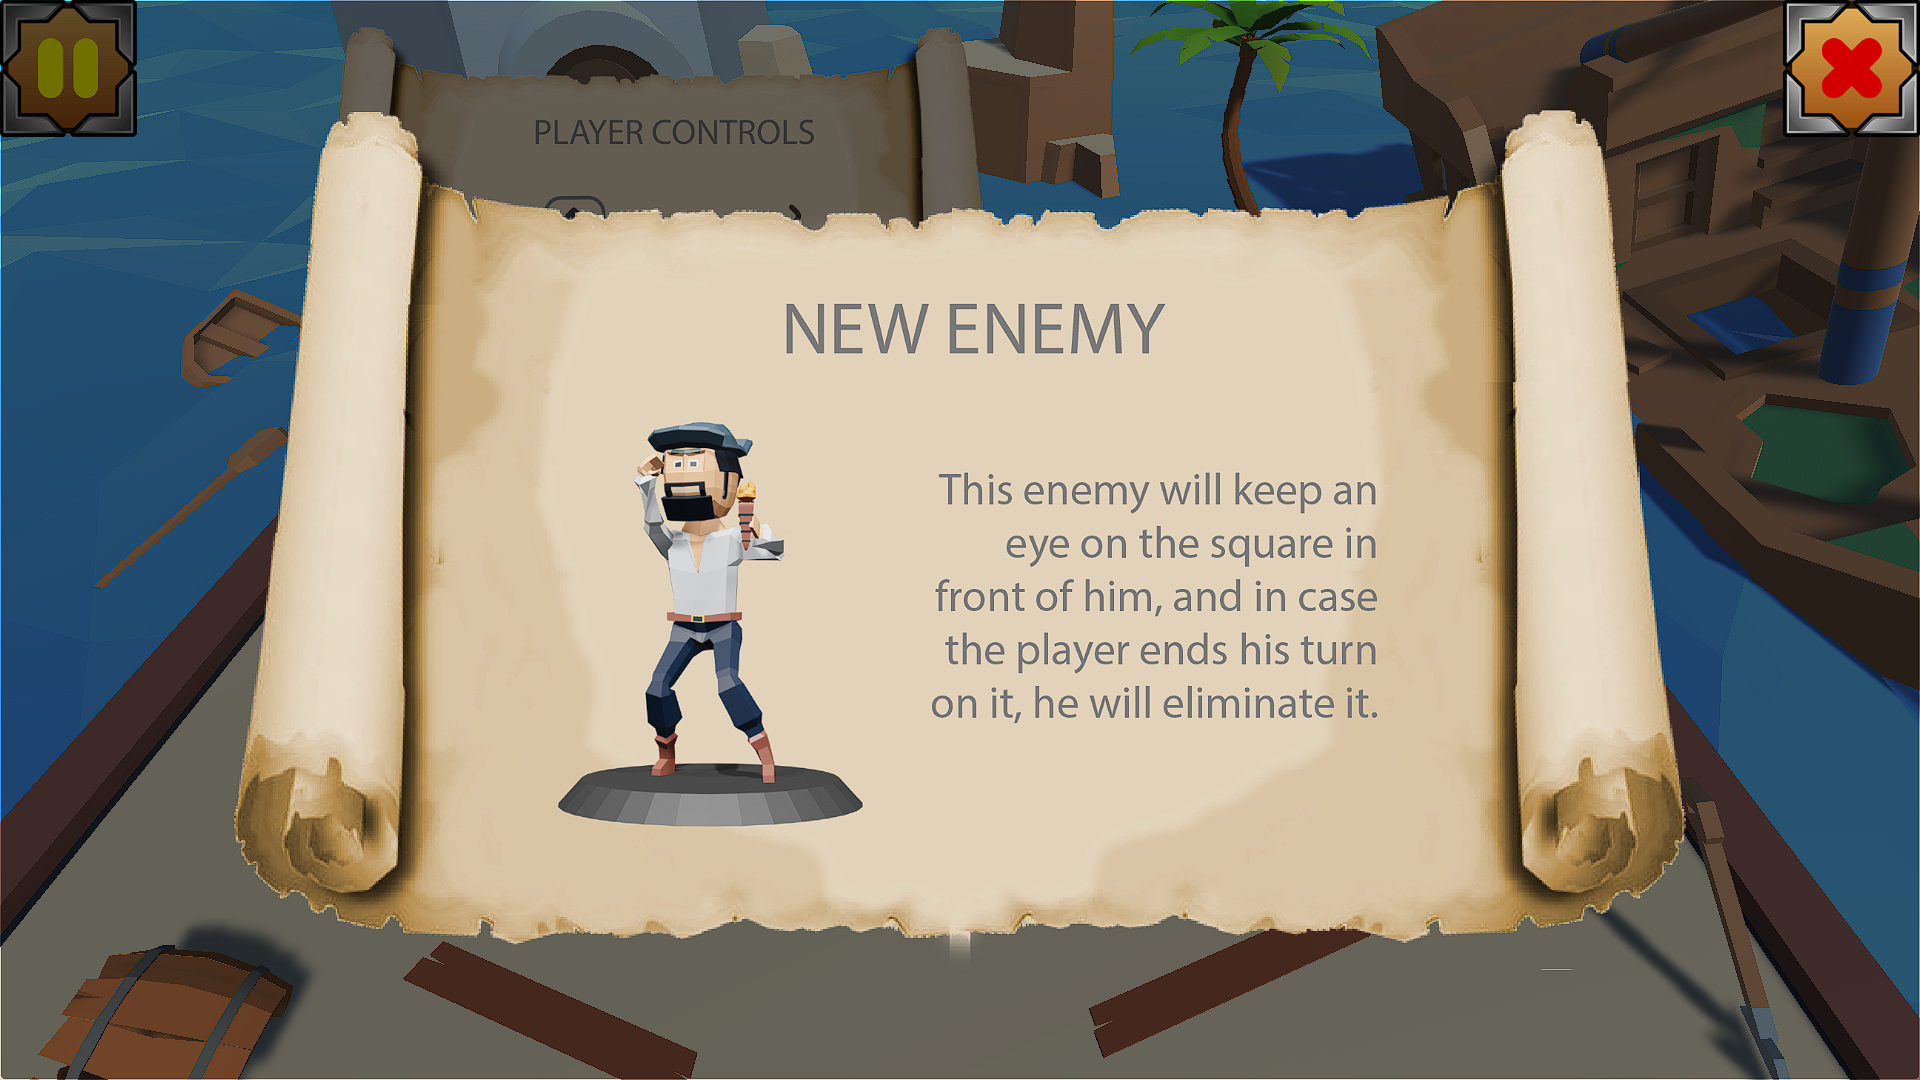 PLAYER CONTROLS
NEW ENEMY
This enemy will keep an
eye on the square in
front of him, and in case
the player ends his turn
on it, he will eliminate it.